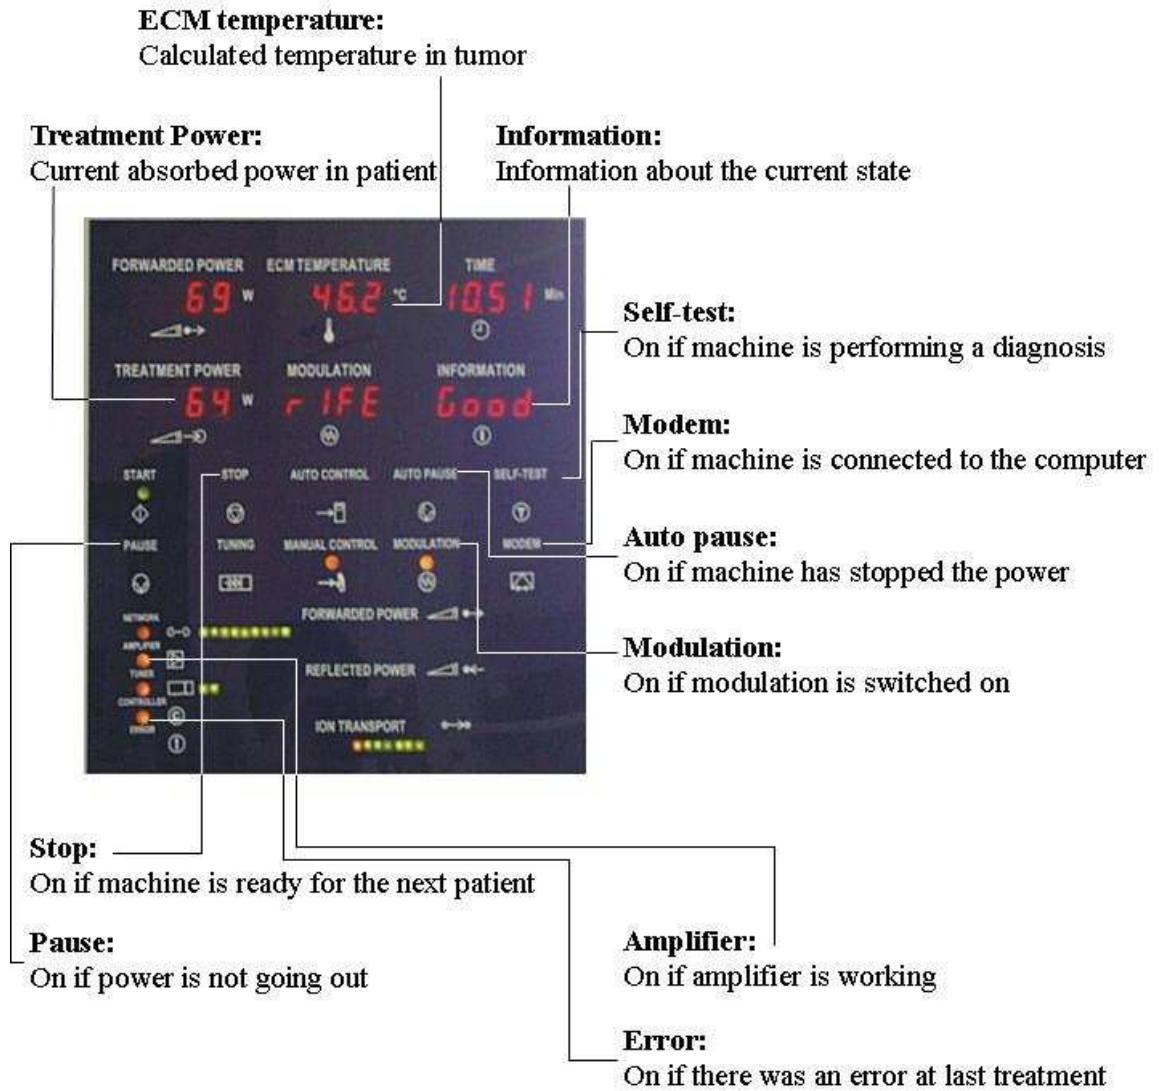 ECM temperature:
Calculated temperature in tumor
Treatment Power:
Current absorbed power in patient
Information:
Information about the current state
FORWARDED POWER
ECM TEMPERATURE
TIME
69 W
46.2 °C
10.51 Min
TREATMENT POWER
MODULATION
INFORMATION
64 W
rIFE
Good
START
STOP
AUTO CONTROL
AUTO PAUSE
SELF-TEST
PAUSE
TUNING
MANUAL CONTROL
MODULATION
MODEM
FORWARDED POWER
NETWORK
AMPLIFIER
TUNER
REFLECTED POWER
CONTROLLER
ERROR
ION TRANSPORT
Self-test:
On if machine is performing a diagnosis
Modem:
On if machine is connected to the computer
Auto pause:
On if machine has stopped the power
Modulation:
On if modulation is switched on
Stop:
On if machine is ready for the next patient
Pause:
On if power is not going out
Amplifier:
On if amplifier is working
Error:
On if there was an error at last treatment